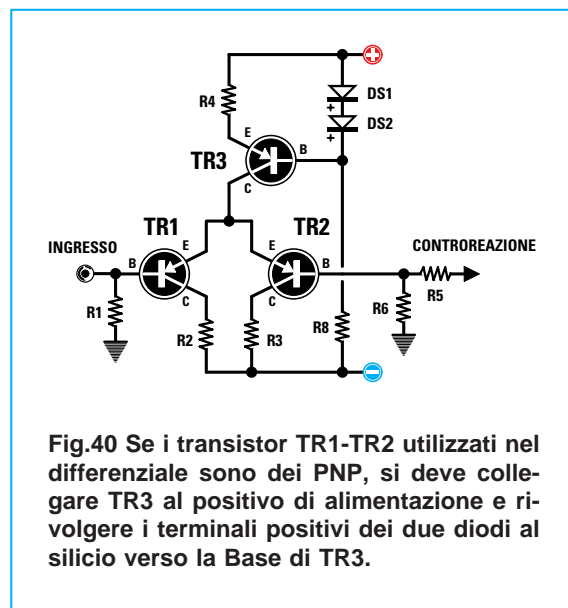 +
R4
DS1
+
DS2
+
E
B
TR3
C
TR1
TR2
INGRESSO
CONTROREAZIONE
E
E
B
B
C
C
R1
R2
R3
R8
R6
R5
-
Fig.40 Se i transistor TR1-TR2 utilizzati nel
differenziale sono dei PNP, si deve colle-
gare TR3 al positivo di alimentazione e ri-
volgere i terminali positivi dei due diodi al
silicio verso la Base di TR3.